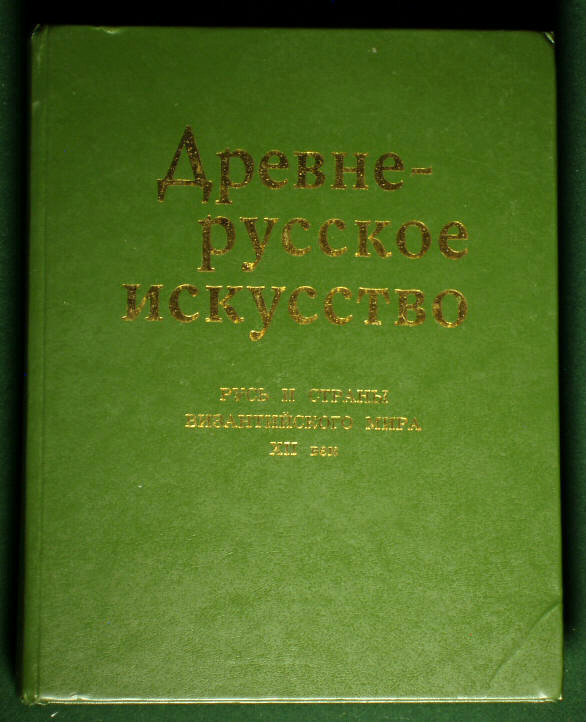 Древне-
русское
искусство
РУСЬ И СТРАНЫ
ВИЗАНТИЙСКОГО МИРА
XII век